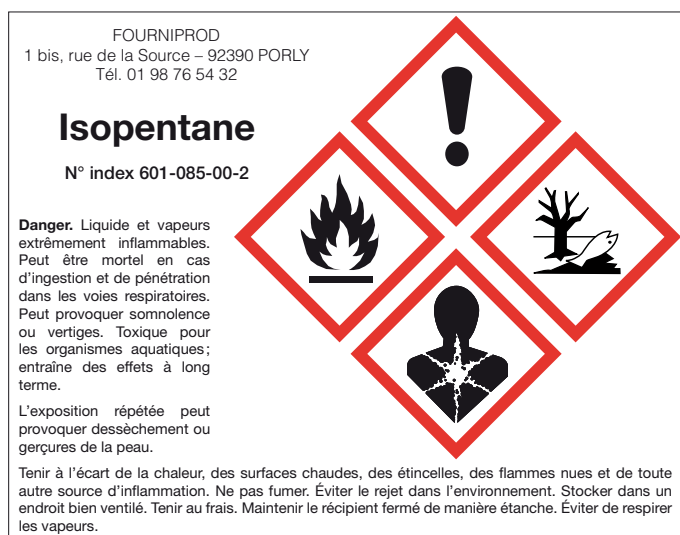 FOURNIPROD
1 bis, rue de la Source – 92390 PORLY
Tél. 01 98 76 54 32
Isopentane
N° index 601-085-00-2
Danger. Liquide et vapeurs
extrêmement inflammables.
Peut être mortel en cas
d’ingestion et de pénétration
dans les voies respiratoires.
Peut provoquer somnolence
ou vertiges. Toxique pour
les organismes aquatiques ;
entraîne des effets à long
terme.
L’exposition répétée peut
provoquer dessèchement ou
gerçures de la peau.
Tenir à l’écart de la chaleur, des surfaces chaudes, des étincelles, des flammes nues et de toute
autre source d’inflammation. Ne pas fumer. Éviter le rejet dans l’environnement. Stocker dans un
endroit bien ventilé. Tenir au frais. Maintenir le récipient fermé de manière étanche. Éviter de respirer
les vapeurs.